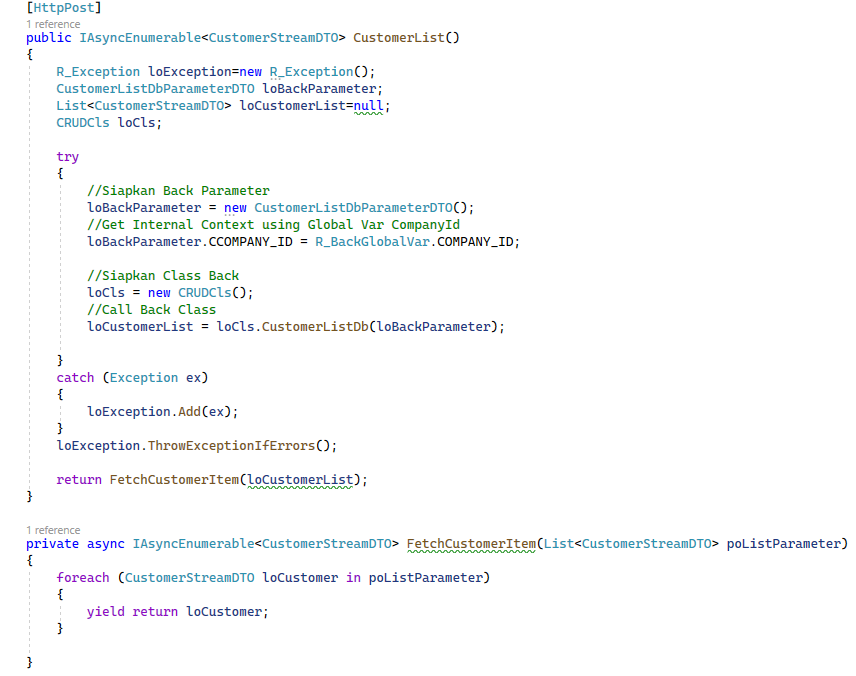 [HttpPost]
1 reference
public IAsyncEnumerable<CustomerStreamDTO> CustomerList()
{
R_Exception loException=new R_Exception();
CustomerListDbParameterDTO loBackParameter;
List<CustomerStreamDTO> loCustomerList=null;
CRUDCls loCls;
try
{
//Siapkan Back Parameter
loBackParameter = new CustomerListDbParameterDTO();
//Get Internal Context using Global Var CompanyId
loBackParameter.CCOMPANY_ID = R_BackGlobalVar.COMPANY_ID;
//Siapkan Class Back
loCls = new CRUDCls();
//Call Back Class
loCustomerList = loCls.CustomerListDb(loBackParameter);
}
catch (Exception ex)
{
loException.Add(ex);
}
loException.ThrowExceptionIfErrors();
return FetchCustomerItem(loCustomerList);
}
1 reference
private async IAsyncEnumerable<CustomerStreamDTO> FetchCustomerItem(List<CustomerStreamDTO> poListParameter)
{
foreach (CustomerStreamDTO loCustomer in poListParameter)
{
yield return loCustomer;
}
}